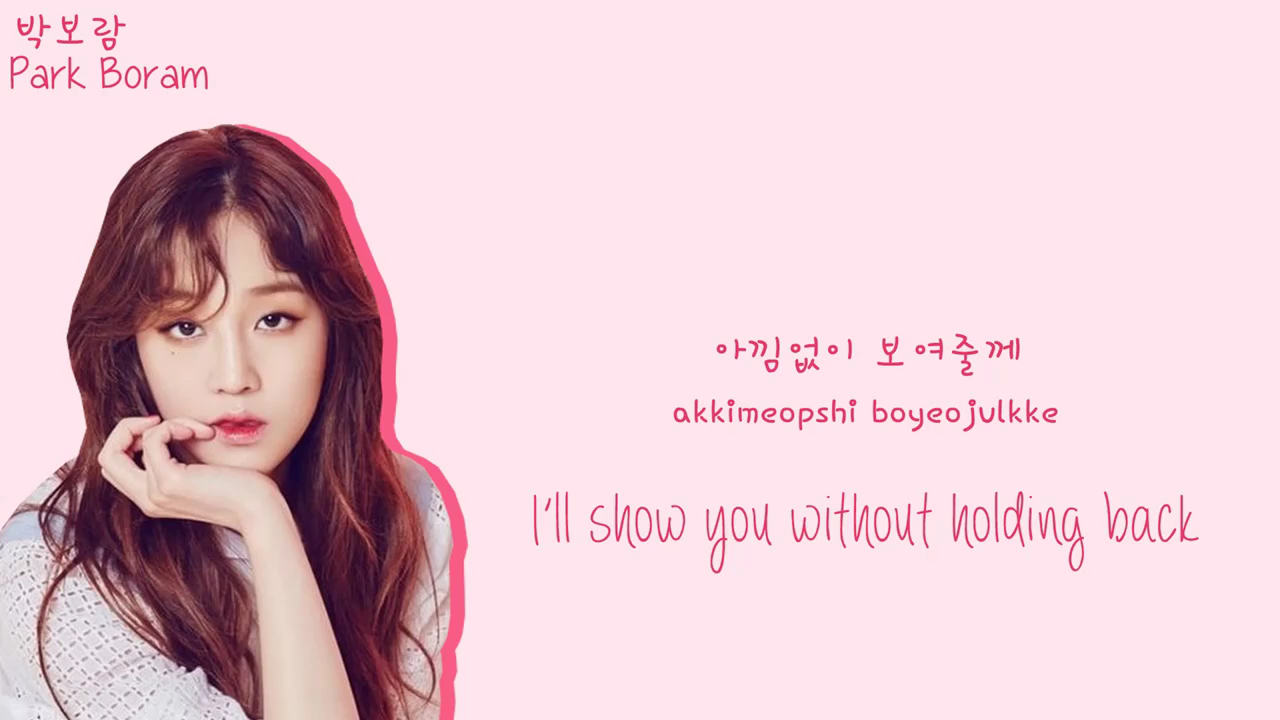 박보람
Park Boram
아낌없이 보여줄께
akkimeopshi boyeojulkke
I'll show you without holding back